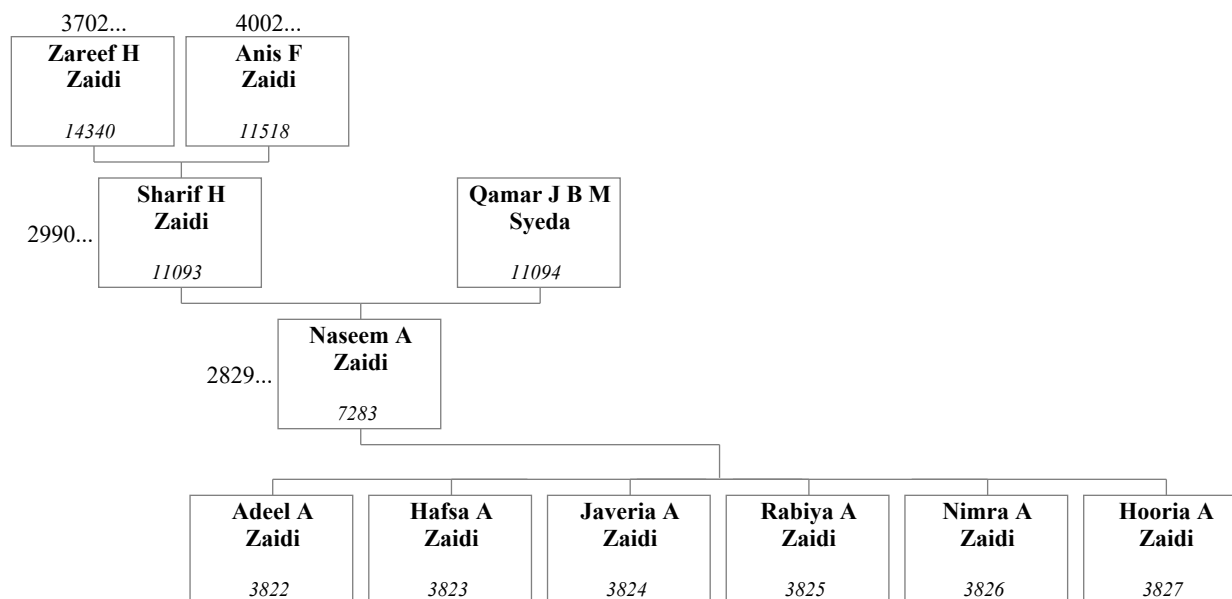 3702... 4002...
Zareef H
Zaidi
14340
Anis F
Zaidi
11518
2990...
Sharif H
Zaidi
11093
Qamar J B M
Syeda
11094
2829...
Naseem A
Zaidi
7283
Adeel A
Zaidi
3822
Hafsa A
Zaidi
3823
Javeria A
Zaidi
3824
Rabiya A
Zaidi
3825
Nimra A
Zaidi
3826
Hooria A
Zaidi
3827